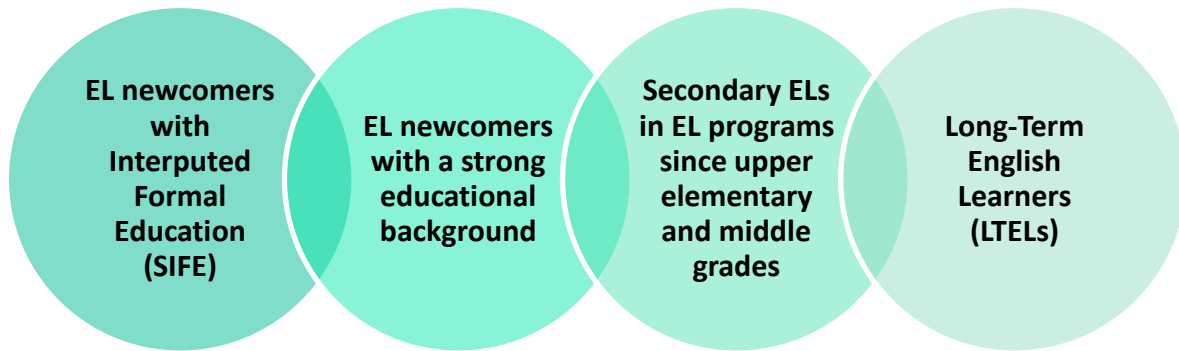 EL newcomers
with
Interputed
Formal
Education
(SIFE)
EL newcomers
with a strong
educational
background
Secondary ELs
in EL programs
since upper
elementary
and middle
grades
Long-Term
English
Learners
(LTELs)